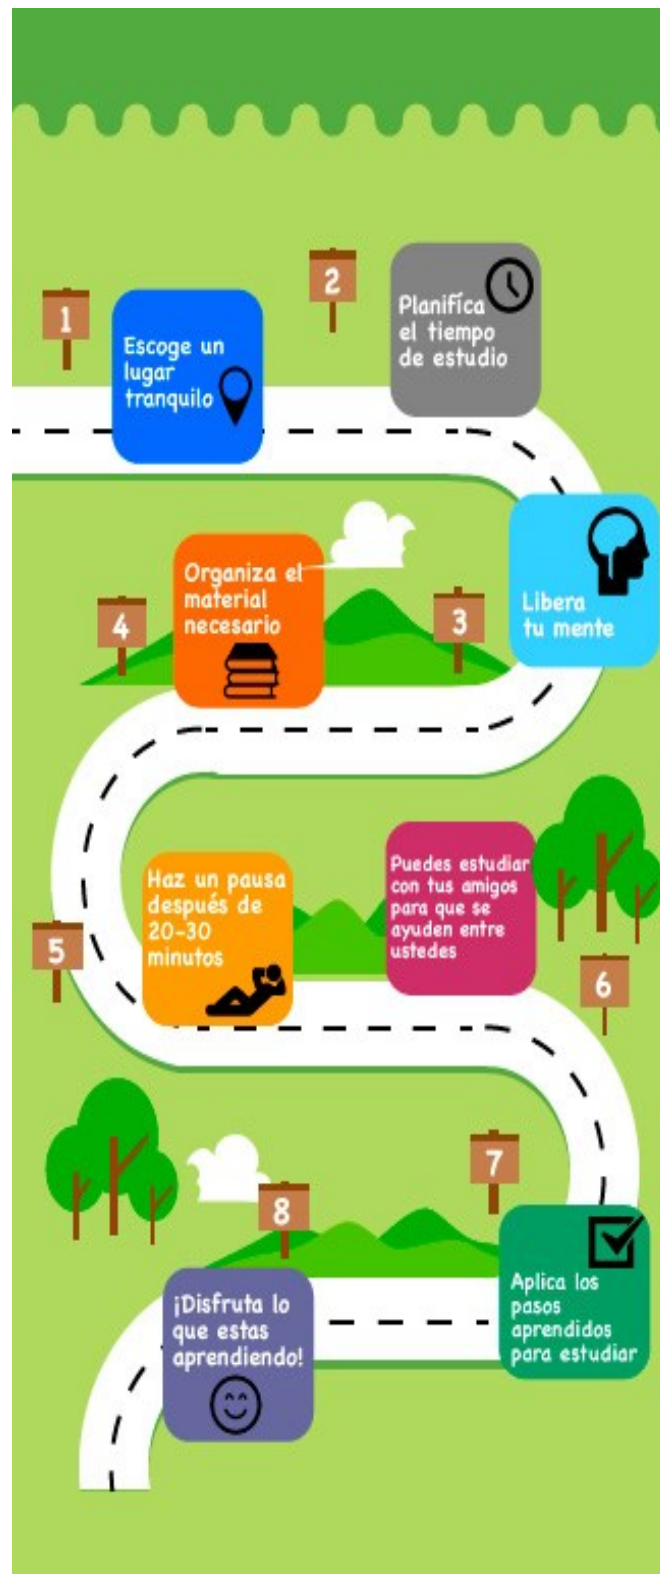 1
Escoge un
lugar
tranquilo
2
Planifica
el tiempo
de estudio
3
Libera
tu mente
4
Organiza el
material
necesario
5
Haz un pausa
después de
20-30
minutos
6
Puedes estudiar
con tus amigos
para que se
ayuden entre
ustedes
7
Aplica los
pasos
aprendidos
para estudiar
8
¡Disfruta lo
que estas
aprendiendo!